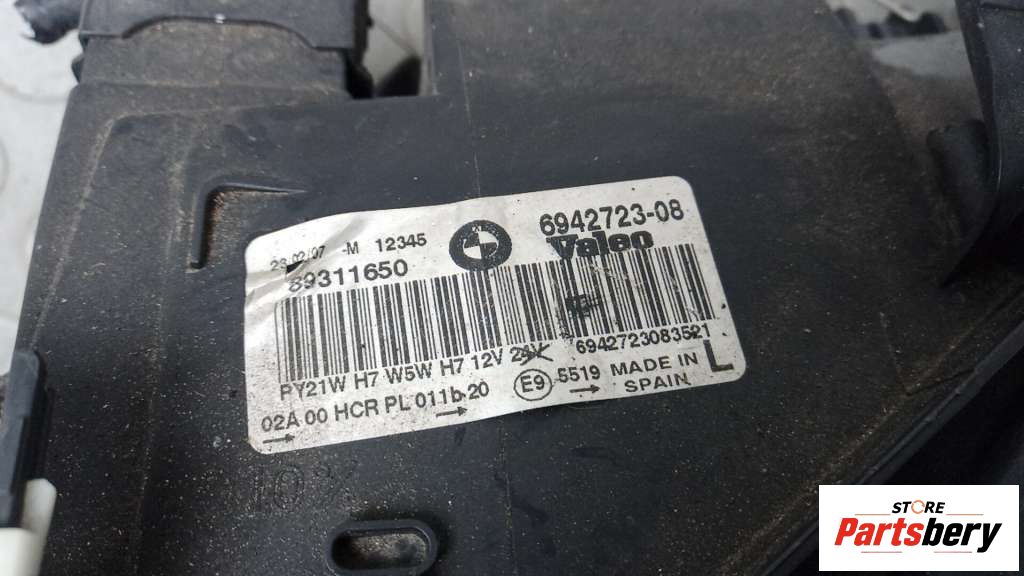 23/02/07 -M 12345
6942723-08
89311650
Valeo
6942723083521
PY21W H7 W5W H7 12V 24V
02A 00 HCR PL 011b 20
E9 5519 MADE IN L
SPAIN
STORE
Partsbery